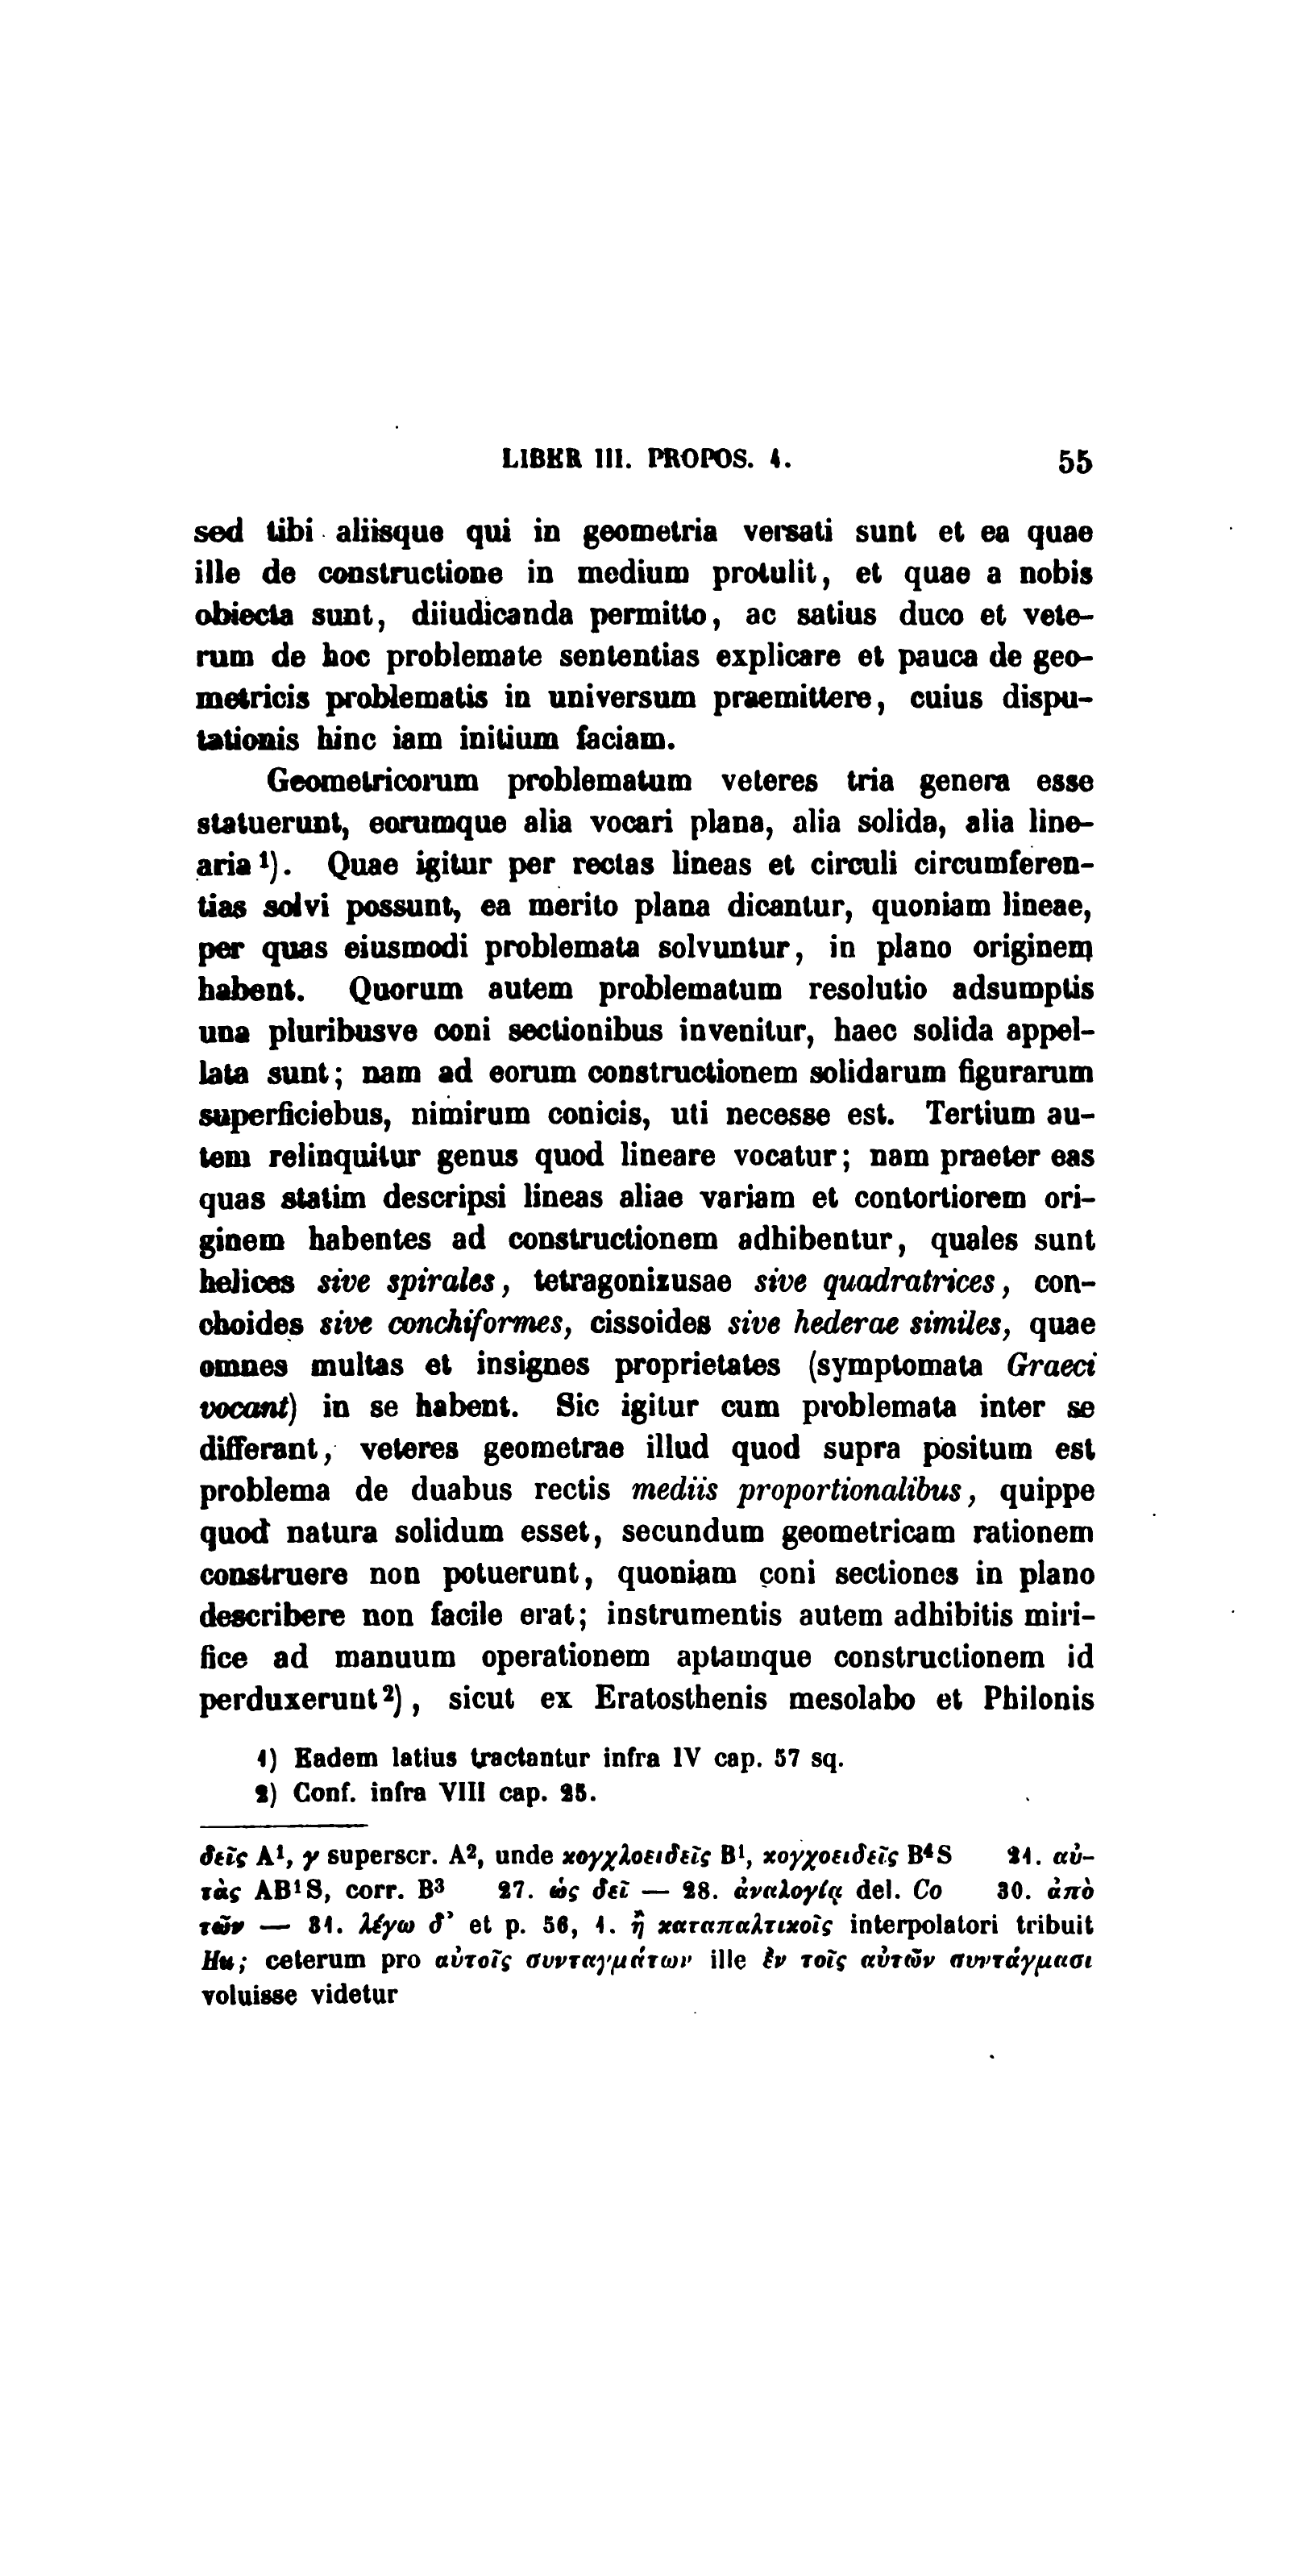 LIBER III. PROPOS. 4. 55
sed tibi aliisque qui in geometria versati sunt et ea quae
ille de constructione in medium protulit, et quae a nobis
obiecta sunt, diiudicanda permitto, ac satius duco et vete-
rum de hoc problemate sententias explicare et pauca de geo-
metricis problematis in universum praemittere, cuius dispu-
tationis hinc iam initium faciam.
Geometricorum problematum veteres tria genera esse
statuerunt, eorumque alia vocari plana, alia solida, alia line-
aria ¹). Quae igitur per rectas lineas et circuli circumferen-
tias solvi possunt, ea merito plana dicantur, quoniam lineae,
per quas eiusmodi problemata solvuntur, in plano originem
habent. Quorum autem problematum resolutio adsumptis
una pluribusve coni sectionibus invenitur, haec solida appel-
lata sunt; nam ad eorum constructionem solidarum figurarum
superficiebus, nimirum conicis, uti necesse est. Tertium au-
tem relinquitur genus quod lineare vocatur; nam praeter eas
quas statim descripsi lineas aliae variam et contortiorem ori-
ginem habentes ad constructionem adhibentur, quales sunt
helices sive spirales, tetragonizusae sive quadratrices, con-
choides sive conchiformes, cissoides sive hederae similes, quae
omnes multas et insignes proprietates (symptomata Graeci
vocant) in se habent. Sic igitur cum problemata inter se
differant, veteres geometrae illud quod supra positum est
problema de duabus rectis mediis proportionalibus, quippe
quod natura solidum esset, secundum geometricam rationem
construere non potuerunt, quoniam coni sectiones in plano
describere non facile erat; instrumentis autem adhibitis miri-
fice ad manuum operationem aptamque constructionem id
perduxerunt ²), sicut ex Eratosthenis mesolabo et Philonis
1) Eadem latius tractantur infra IV cap. 57 sq.
2) Conf. infra VIII cap. 25.
δεῖς A¹, γ superscr. A², unde κογχλοειδεῖς B¹, κογχοειδεῖς B⁴S 21. αὐ-
τὰς AB¹S, corr. B³ 27. ὡς δεῖ — 28. ἀναλογίᾳ del. Co 30. ἀπὸ
τῶν — 31. λέγω δ᾽ et p. 56, 1. ἢ καταπαλτικοῖς interpolatori tribuit
Hu; ceterum pro αὐτοῖς συνταγμάτων ille ἐν τοῖς αὐτῶν συντάγμασι
voluisse videtur